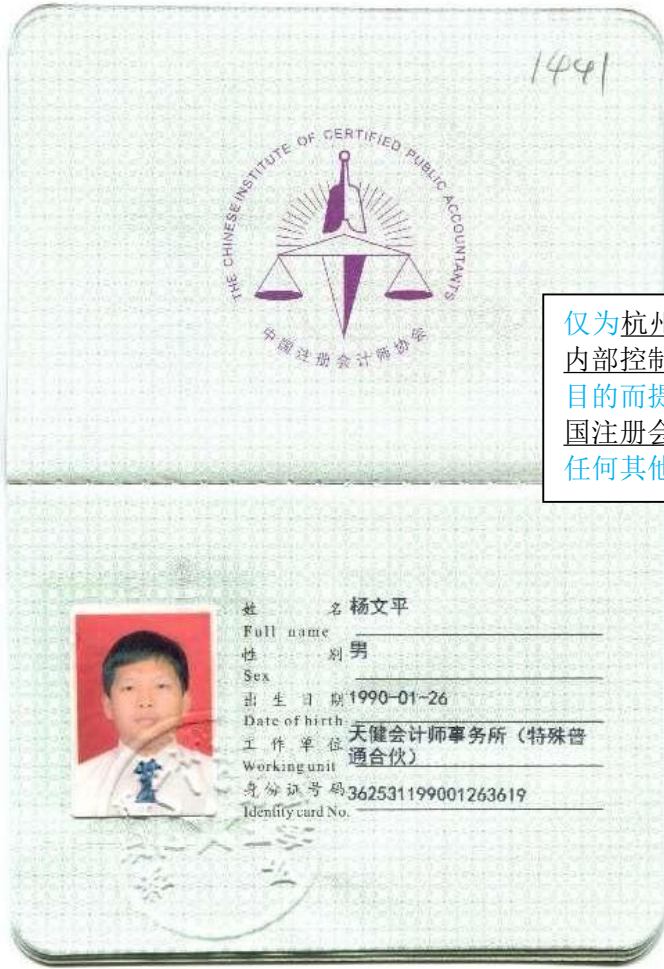 1441
THE CHINESE INSTITUTE OF CERTIFIED PUBLIC ACCOUNTANTS
中国注册会计师协会
仅为杭州
内部控制
目的而提
国注册会
任何其他
姓 名 杨文平
Full name
性 别 男
Sex
出生日期 1990-01-26
Date of birth
工作单位 天健会计师事务所（特殊普
通合伙）
Working unit
身份证号码 362531199001263619
Identity card No.